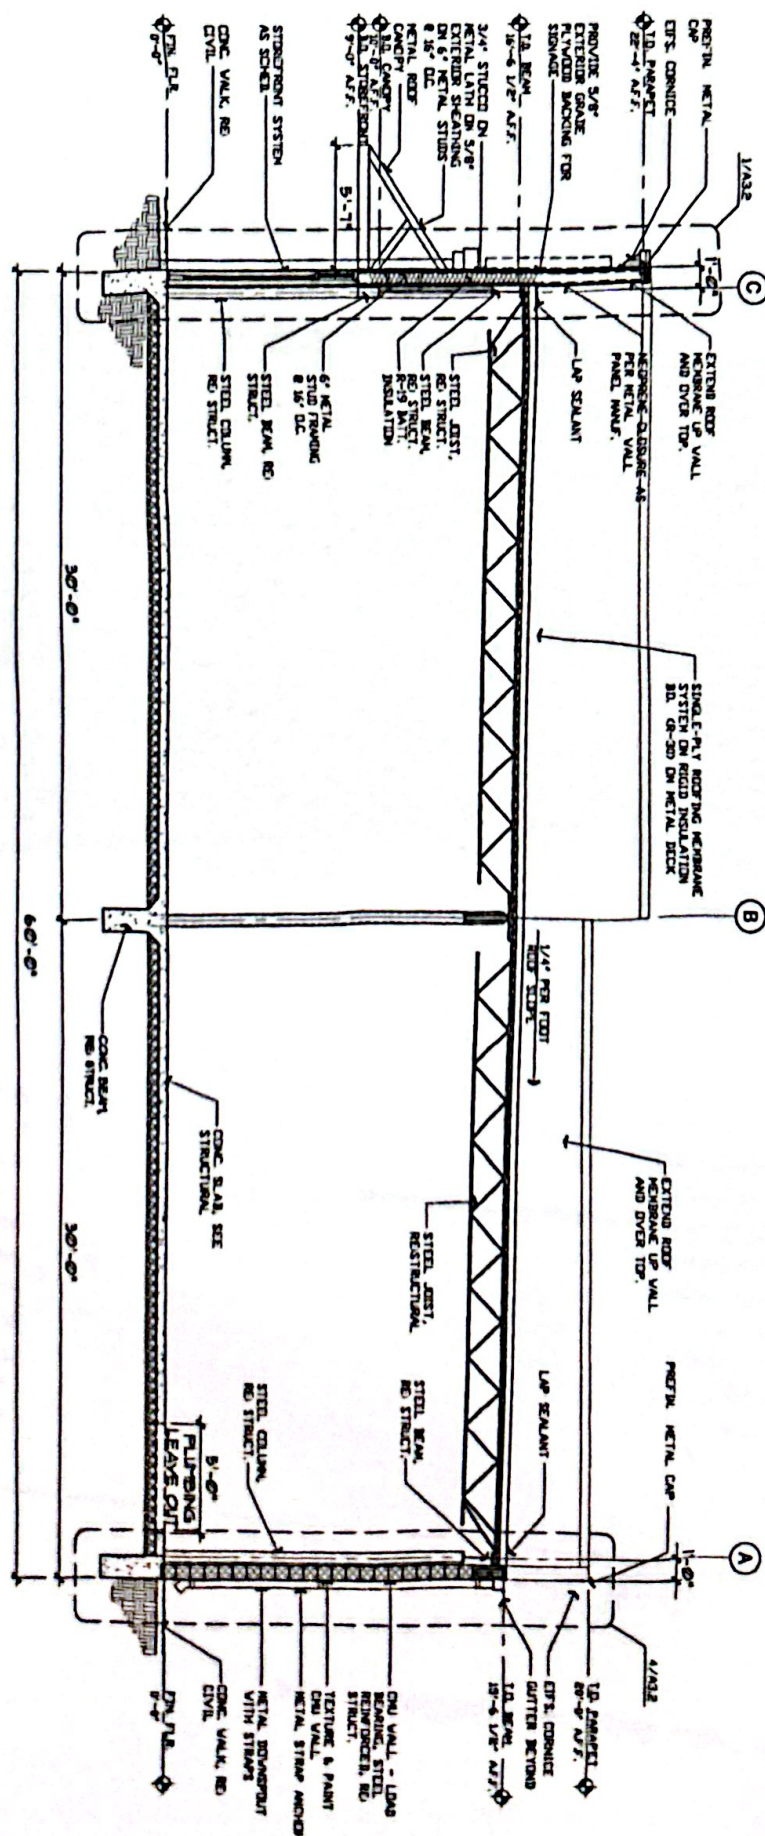 PREFIN. METAL
CAP
EIFS. CORNICE
T.O. PARAPET
22'-4" A.F.F.
PROVIDE 5/8"
EXTERIOR GRADE
PLYWOOD BACKING FOR
SIGNAGE
T.O. BEAM
16'-6 1/2" A.F.F.
3/4" STUCCO ON
METAL LATH ON 5/8"
EXTERIOR SHEATHING
ON 6" METAL STUDS
@ 16" O.C.
METAL ROOF
CANOPY
B.O. CANOPY
10'-0" A.F.F.
T.O. STOREFRONT
9'-0" A.F.F.
STOREFRONT SYSTEM
AS SCHED.
CONC. WALK, RE:
CIVIL
FIN. FLR.
0'-0"
1/A3.2
5'-7"
1'-0"
C
EXTEND ROOF
MEMBRANE UP WALL
AND OVER TOP.
NEOPRENE CLOSURE AS
PER METAL WALL
PANEL MANUF.
LAP SEALANT
STEEL JOIST,
RE: STRUCT.
STEEL BEAM,
RE: STRUCT.
R-19 BATT.
INSULATION
6" METAL
STUD FRAMING
@ 16" O.C.
STEEL BEAM, RE:
STRUCT.
STEEL COLUMN,
RE: STRUCT.
SINGLE-PLY ROOFING MEMBRANE
SYSTEM ON RIGID INSULATION
BD. (R-30) ON METAL DECK
B
1/4" PER FOOT
ROOF SLOPE
CONC. BEAM,
RE: STRUCT.
CONC. SLAB, SEE
STRUCTURAL
STEEL JOIST,
RE:STRUCTURAL
EXTEND ROOF
MEMBRANE UP WALL
AND OVER TOP.
PREFIN. METAL CAP
LAP SEALANT
STEEL BEAM,
RE: STRUCT.
STEEL COLUMN,
RE: STRUCT.
5'-0"
PLUMBING
LEAVE OUT
A
1'-0"
4/A3.2
T.O. PARAPET
20'-0" A.F.F.
EIFS. CORNICE
GUTTER BEYOND
T.O. BEAM
15'-6 1/2" A.F.F.
CMU WALL - LOAD
BEARING, STEEL
REINFORCED, RE:
STRUCT.
TEXTURE & PAINT
CMU WALL
METAL STRAP ANCHOR
METAL DOWNSPOUT
WITH STRAPS
CONC. WALK, RE:
CIVIL
FIN. FLR.
0'-0"
30'-0"
30'-0"
60'-0"